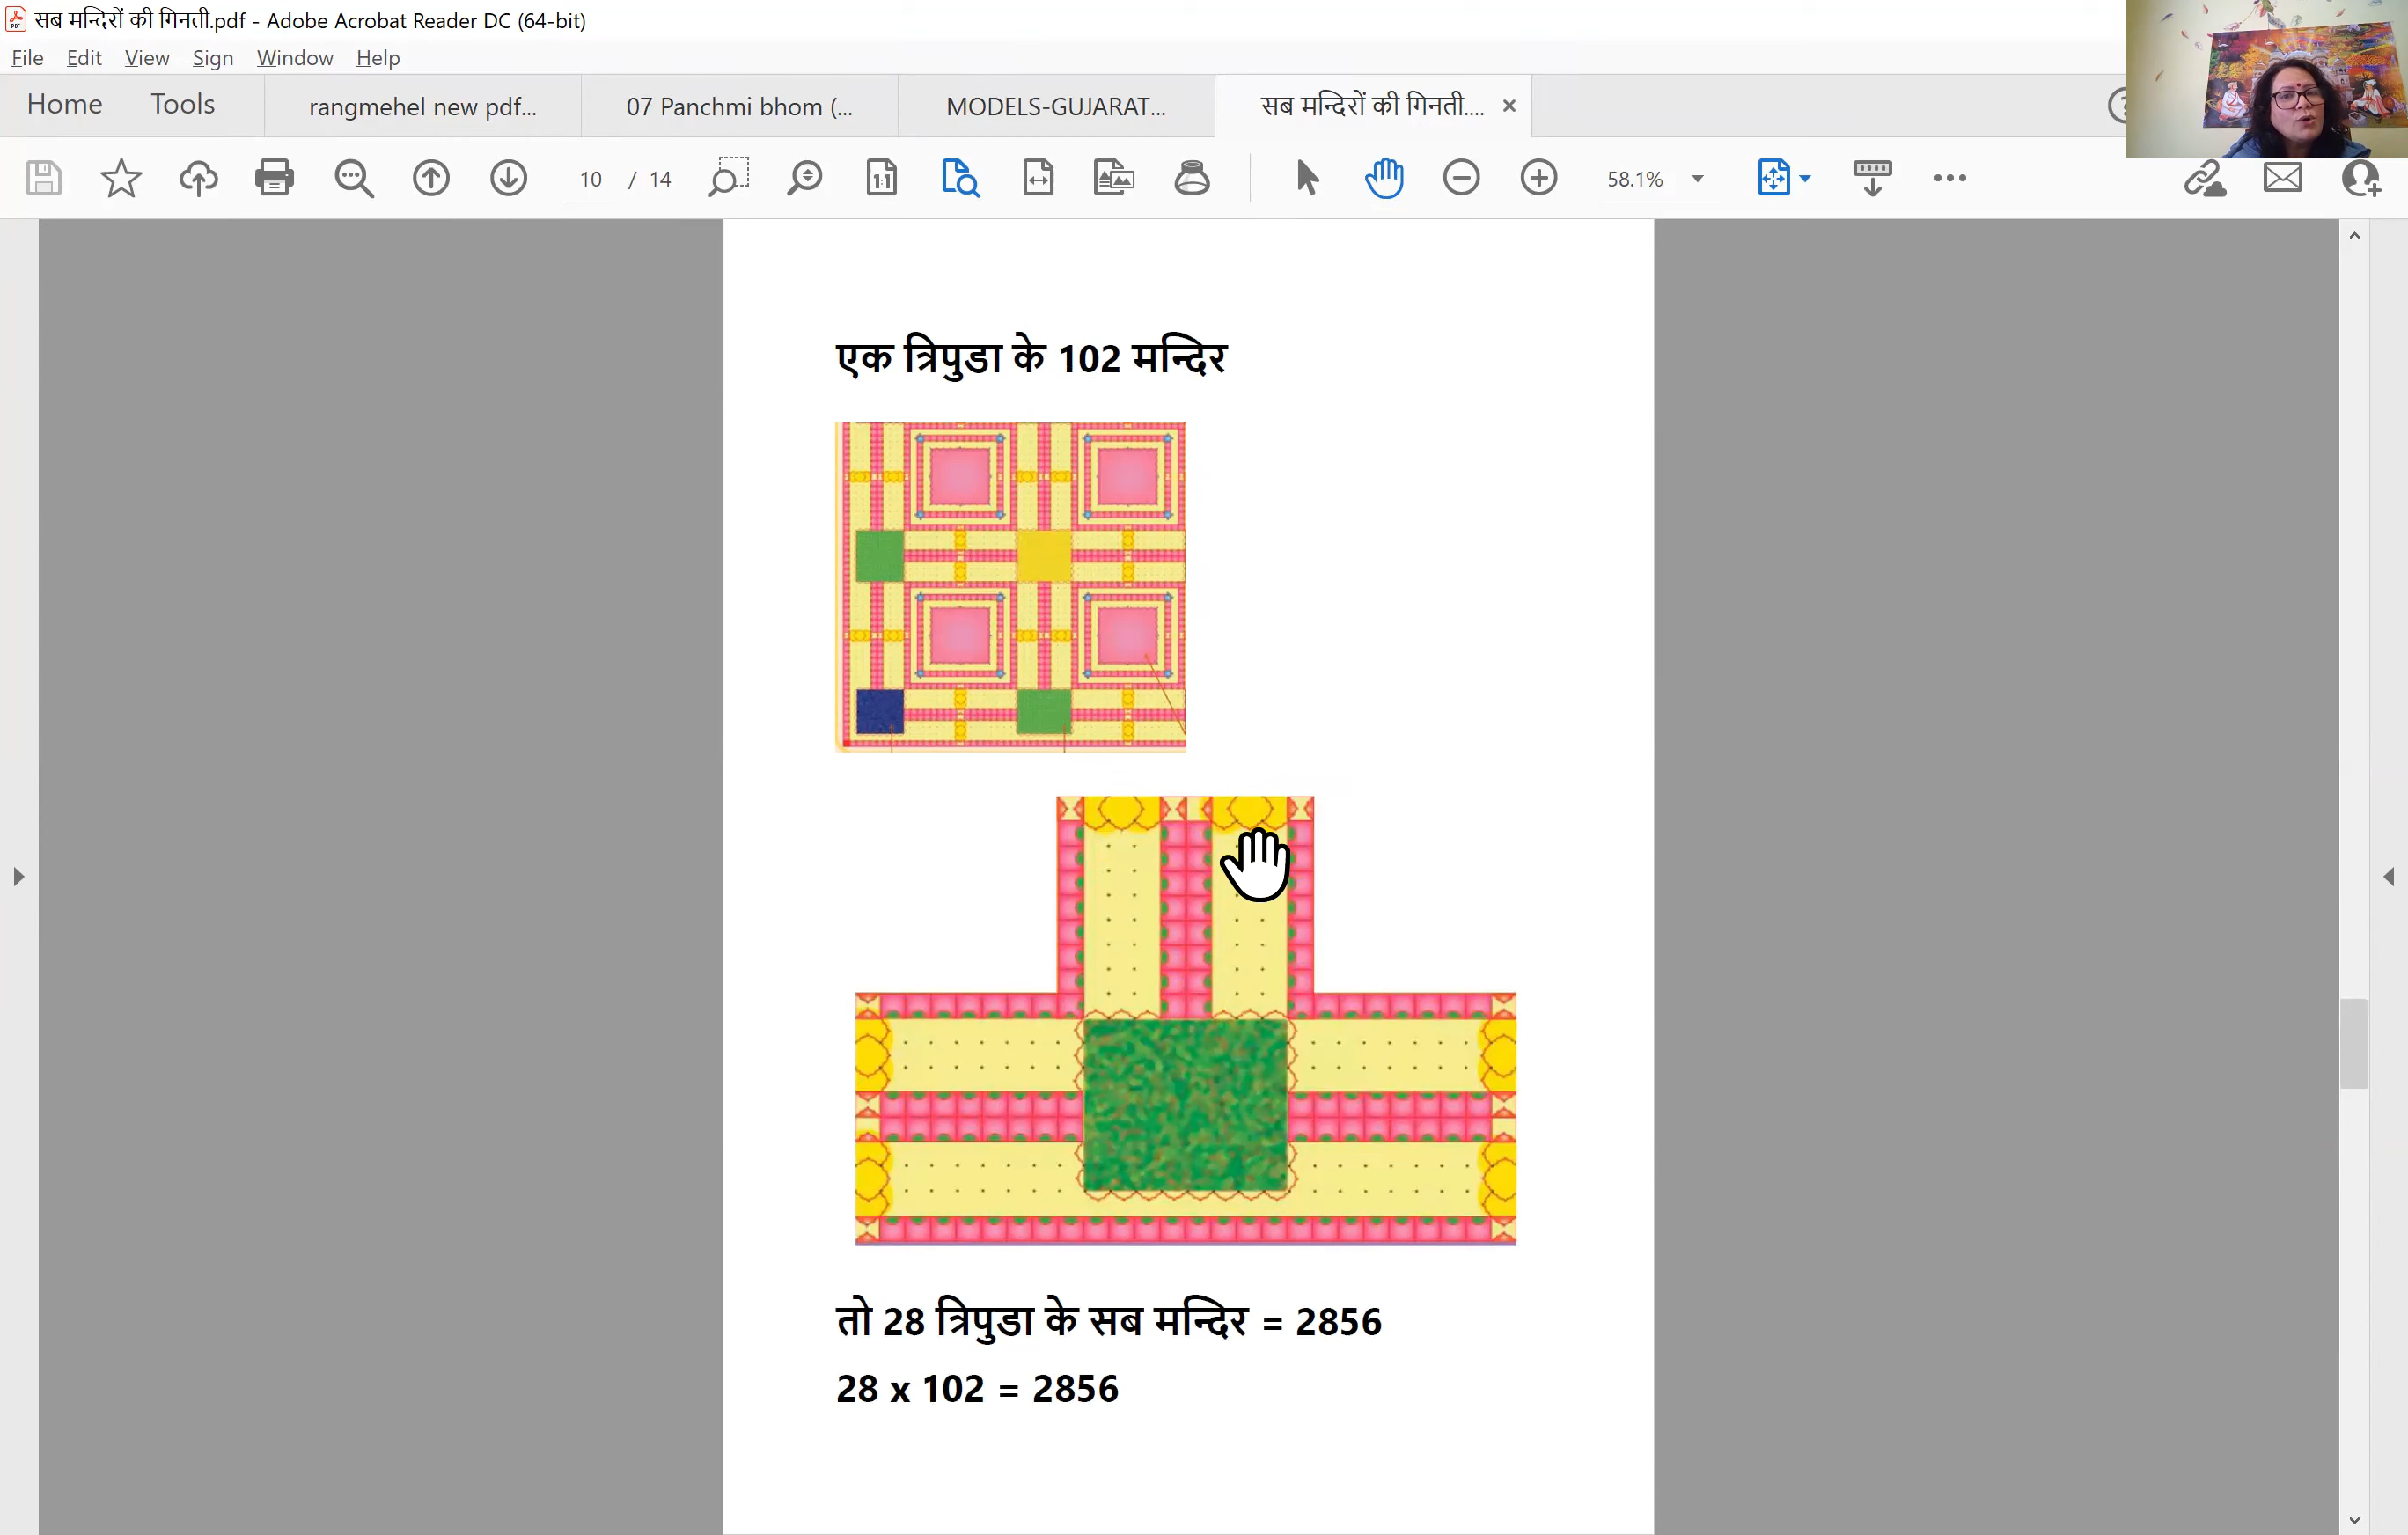 सब मन्दिरों की गिनती.pdf - Adobe Acrobat Reader DC (64-bit)
File Edit View Sign Window Help
Home Tools rangmehel new pdf... 07 Panchmi bhom (... MODELS-GUJARAT... सब मन्दिरों की गिनती....
10 / 14 58.1%
एक त्रिपुडा के 102 मन्दिर
तो 28 त्रिपुडा के सब मन्दिर = 2856
28 x 102 = 2856